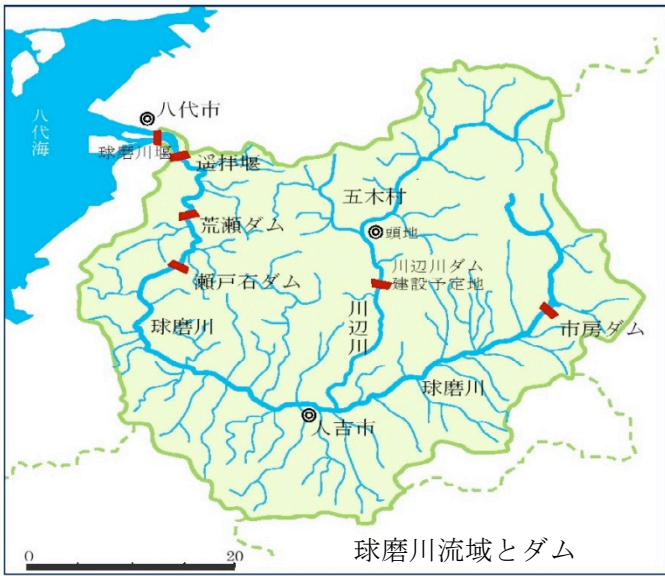 八代海
八代市
球磨川堰
遥拝堰
五木村
荒瀬ダム
頭地
瀬戸石ダム
川辺川ダム
建設予定地
球磨川
川辺川
市房ダム
球磨川
人吉市
球磨川流域とダム
0
20